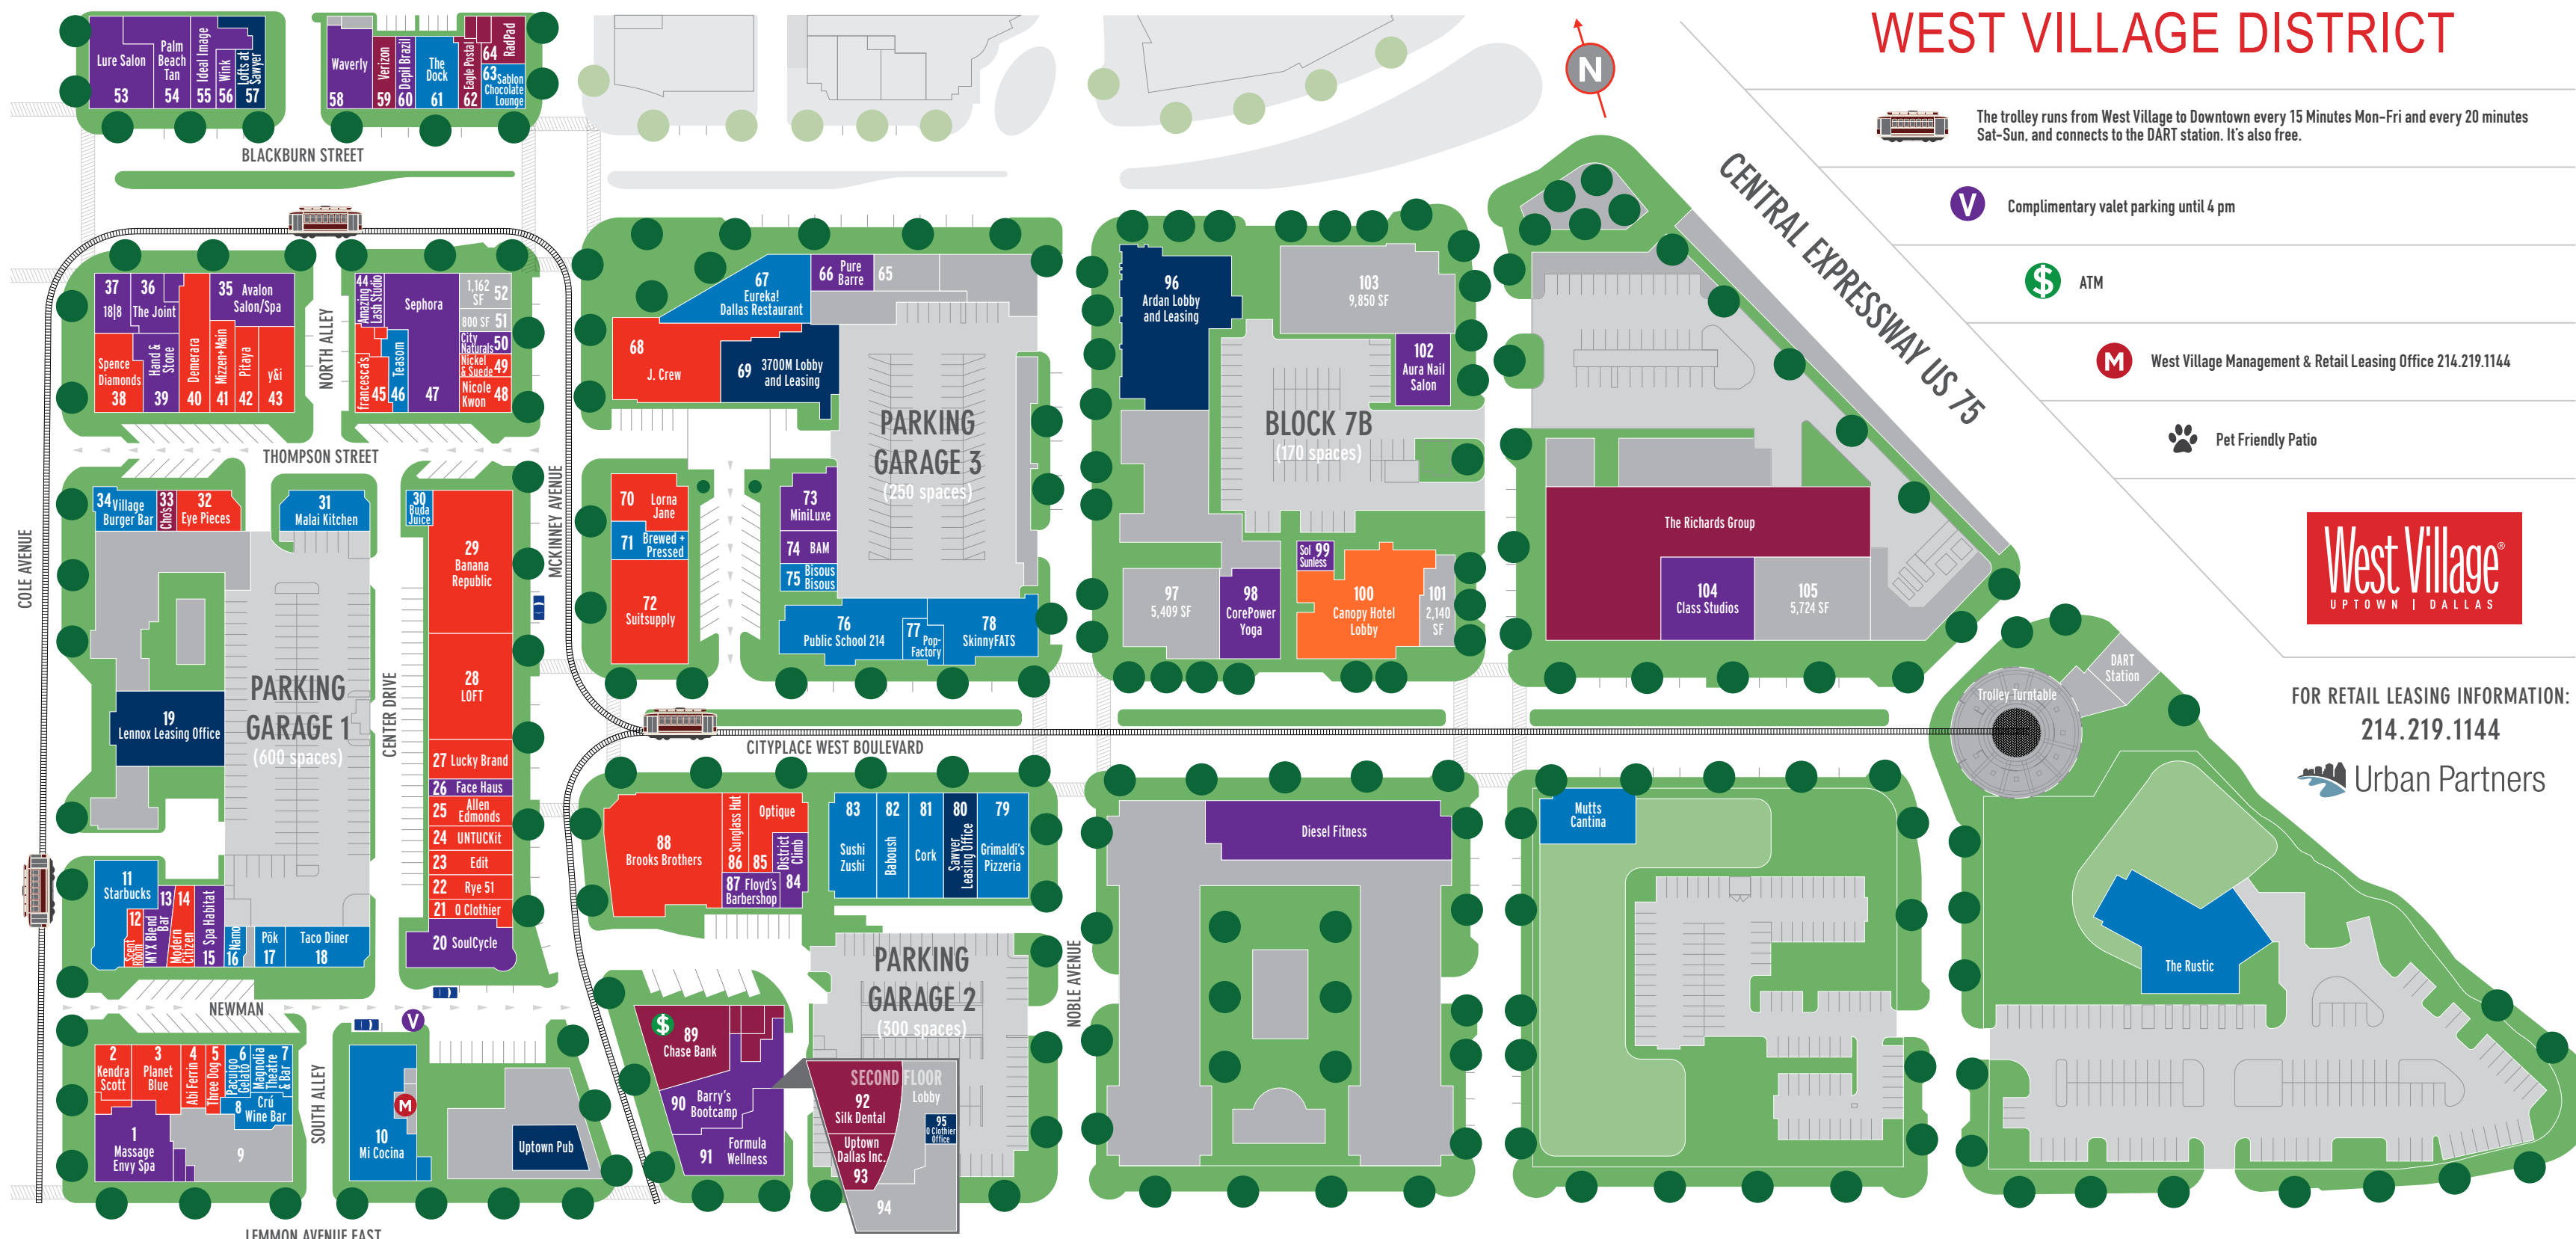 WEST VILLAGE DISTRICT
The trolley runs from West Village to Downtown every 15 Minutes Mon-Fri and every 20 minutes
Sat-Sun, and connects to the DART station. It's also free.
V
Complimentary valet parking until 4 pm
$
ATM
M
West Village Management & Retail Leasing Office 214.219.1144
Pet Friendly Patio
West Village®
UPTOWN | DALLAS
FOR RETAIL LEASING INFORMATION:
214.219.1144
Urban Partners
N
CENTRAL EXPRESSWAY US 75
Lure Salon
53
Palm
Beach
Tan
54
Ideal Image
55
Wink
56
Lofts at
Sawyer
57
Waverly
58
Verizon
59
Depil Brazil
60
The
Dock
61
Eagle Postal
62
64
RadPad
63 Sablon
Chocolate
Lounge
BLACKBURN STREET
37
18|8
36
The Joint
35 Avalon
Salon/Spa
Spence
Diamonds
38
Hand &
Stone
39
Demerara
40
Mizzen+Main
41
Pitaya
42
y&i
43
NORTH ALLEY
44
Amazing
Lash Studio
Sephora
47
1,162
SF
52
800 SF 51
City
Naturals 50
Nickel
& Suede 49
Nicole
Kwon 48
francesca's
45
Teasom
46
THOMPSON STREET
COLE AVENUE
MCKINNEY AVENUE
34 Village
Burger Bar
33
Cho's
32
Eye Pieces
31
Malai Kitchen
30
Buda
Juice
29
Banana
Republic
28
LOFT
27 Lucky Brand
26 Face Haus
25 Allen
Edmonds
24 UNTUCKit
23 Edit
22 Rye 51
21 Q Clothier
20 SoulCycle
CENTER DRIVE
PARKING
GARAGE 1
(600 spaces)
19
Lennox Leasing Office
11
Starbucks
12
Scent
Room
13
MYX Blend
Bar
14
Modern
Citizen
Spa Habitat
15
Namo
16
Pōk
17
Taco Diner
18
NEWMAN
V
2
Kendra
Scott
3
Planet
Blue
4
Abi Ferrin
5
Three Dog
6
Paciugo
Gelato
7
Magnolia
Theatre
& Bar
8 Crú
Wine Bar
1
Massage
Envy Spa
9
SOUTH ALLEY
M
10
Mi Cocina
Uptown Pub
LEMMON AVENUE EAST
67
Eureka!
Dallas Restaurant
66 Pure
Barre
65
68
J. Crew
69 3700M Lobby
and Leasing
PARKING
GARAGE 3
(250 spaces)
70 Lorna
Jane
71 Brewed +
Pressed
72
Suitsupply
73
MiniLuxe
74 BAM
75 Bisous
Bisous
76
Public School 214
77 Pop-
Factory
78
SkinnyFATS
CITYPLACE WEST BOULEVARD
88
Brooks Brothers
Sunglass Hut
86
Optique
85
District
Climb
84
87 Floyd's
Barbershop
83
Sushi
Zushi
82
Baboush
81
Cork
80
Sawyer
Leasing Office
79
Grimaldi's
Pizzeria
PARKING
GARAGE 2
(300 spaces)
$
89
Chase Bank
90 Barry's
Bootcamp
91 Formula
Wellness
SECOND FLOOR
Lobby
92
Silk Dental
Uptown
Dallas Inc.
93
94
95
Q Clothier
Office
NOBLE AVENUE
96
Ardan Lobby
and Leasing
103
9,850 SF
102
Aura Nail
Salon
BLOCK 7B
(170 spaces)
97
5,409 SF
98
CorePower
Yoga
Sol 99
Sunless
100
Canopy Hotel
Lobby
101
2,140
SF
The Richards Group
104
Class Studios
105
5,724 SF
DART
Station
Trolley Turntable
Diesel Fitness
Mutts
Cantina
The Rustic